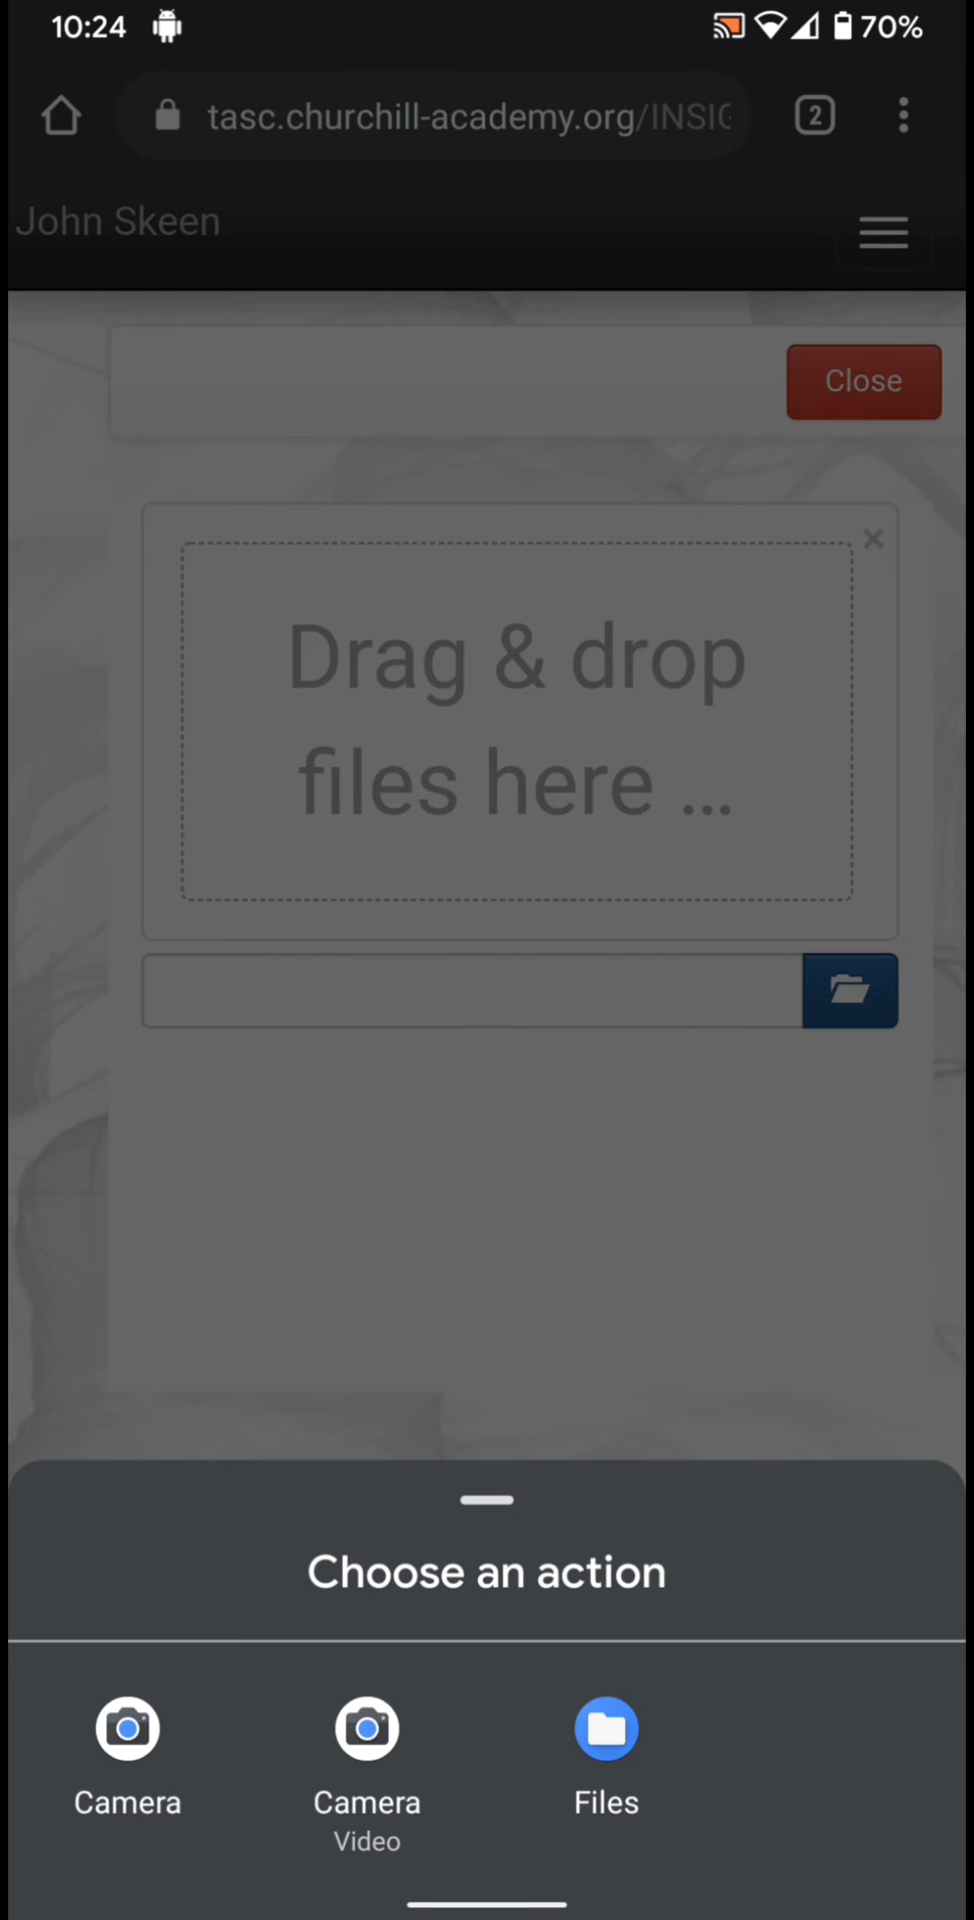 10:24 70%
tasc.churchill-academy.org/INSIG 2
John Skeen
Close
×
Drag & drop
files here ...
Choose an action
Camera Camera Files
Video